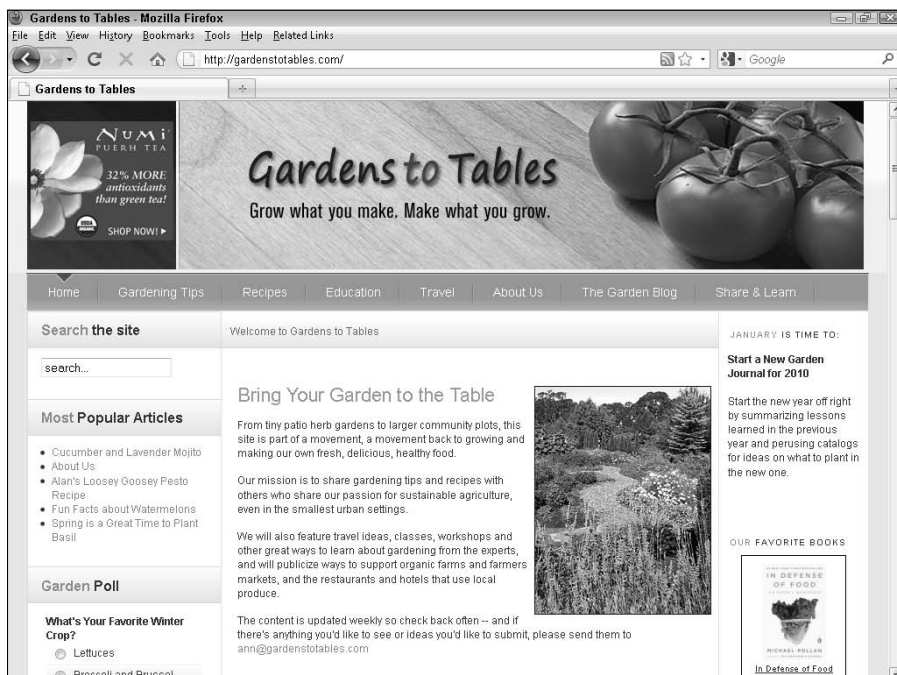 Gardens to Tables - Mozilla Firefox
File Edit View History Bookmarks Tools Help Related Links
http://gardenstotables.com/
Google
Gardens to Tables
NUMI
PUERH TEA
32% MORE
antioxidants
than green tea!
USDA
ORGANIC
SHOP NOW!
Gardens to Tables
Grow what you make. Make what you grow.
Home Gardening Tips Recipes Education Travel About Us The Garden Blog Share & Learn
Search the site
search...
Most Popular Articles
Cucumber and Lavender Mojito
About Us
Alan's Loosey Goosey Pesto
Recipe
Fun Facts about Watermelons
Spring is a Great Time to Plant
Basil
Garden Poll
What's Your Favorite Winter
Crop?
Lettuces
Broccoli and Brussel
Welcome to Gardens to Tables
Bring Your Garden to the Table
From tiny patio herb gardens to larger community plots, this
site is part of a movement, a movement back to growing and
making our own fresh, delicious, healthy food.
Our mission is to share gardening tips and recipes with
others who share our passion for sustainable agriculture,
even in the smallest urban settings.
We will also feature travel ideas, classes, workshops and
other great ways to learn about gardening from the experts,
and will publicize ways to support organic farms and farmers
markets, and the restaurants and hotels that use local
produce.
The content is updated weekly so check back often -- and if
there's anything you'd like to see or ideas you'd like to submit, please send them to
ann@gardenstotables.com
JANUARY IS TIME TO:
Start a New Garden
Journal for 2010
Start the new year off right
by summarizing lessons
learned in the previous
year and perusing catalogs
for ideas on what to plant in
the new one.
OUR FAVORITE BOOKS
IN DEFENSE
OF FOOD
MICHAEL POLLAN
In Defense of Food